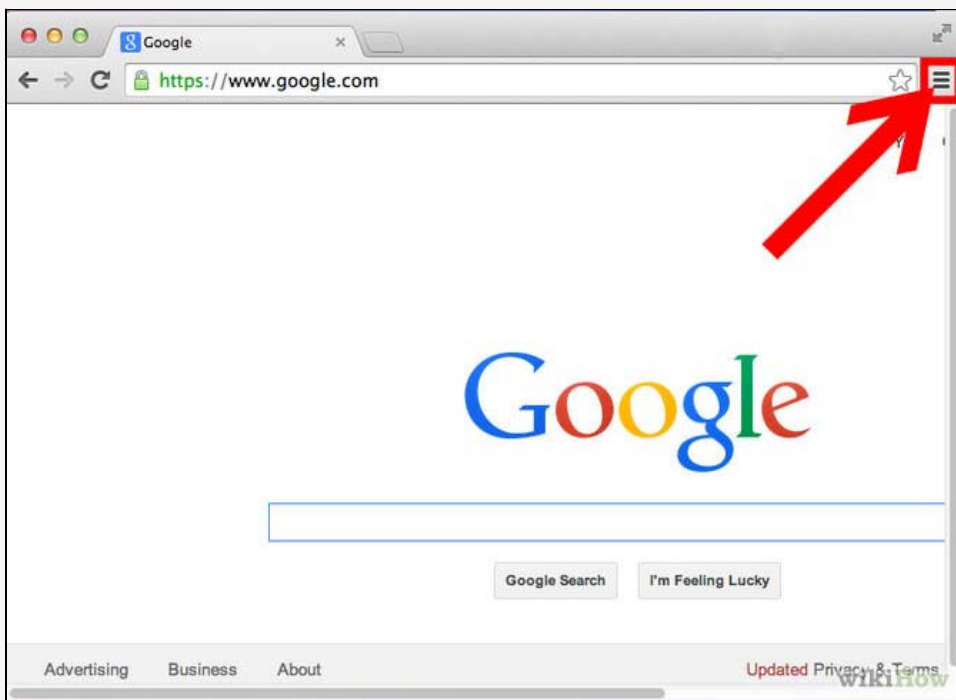 Google
https://www.google.com
Google
Google Search I'm Feeling Lucky
Advertising Business About Updated Privacy & Terms
wikiHow